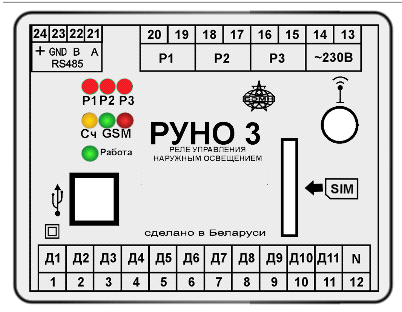 24 23 22 21
+ GND B A
RS485
20 19 18 17 16 15 14 13
P1 P2 P3 ~230В
P1 P2 P3
Сч GSM
Работа
РУНО 3
РЕЛЕ УПРАВЛЕНИЯ
НАРУЖНЫМ ОСВЕЩЕНИЕМ
SIM
сделано в Беларуси
Д1 Д2 Д3 Д4 Д5 Д6 Д7 Д8 Д9 Д10 Д11 N
1 2 3 4 5 6 7 8 9 10 11 12